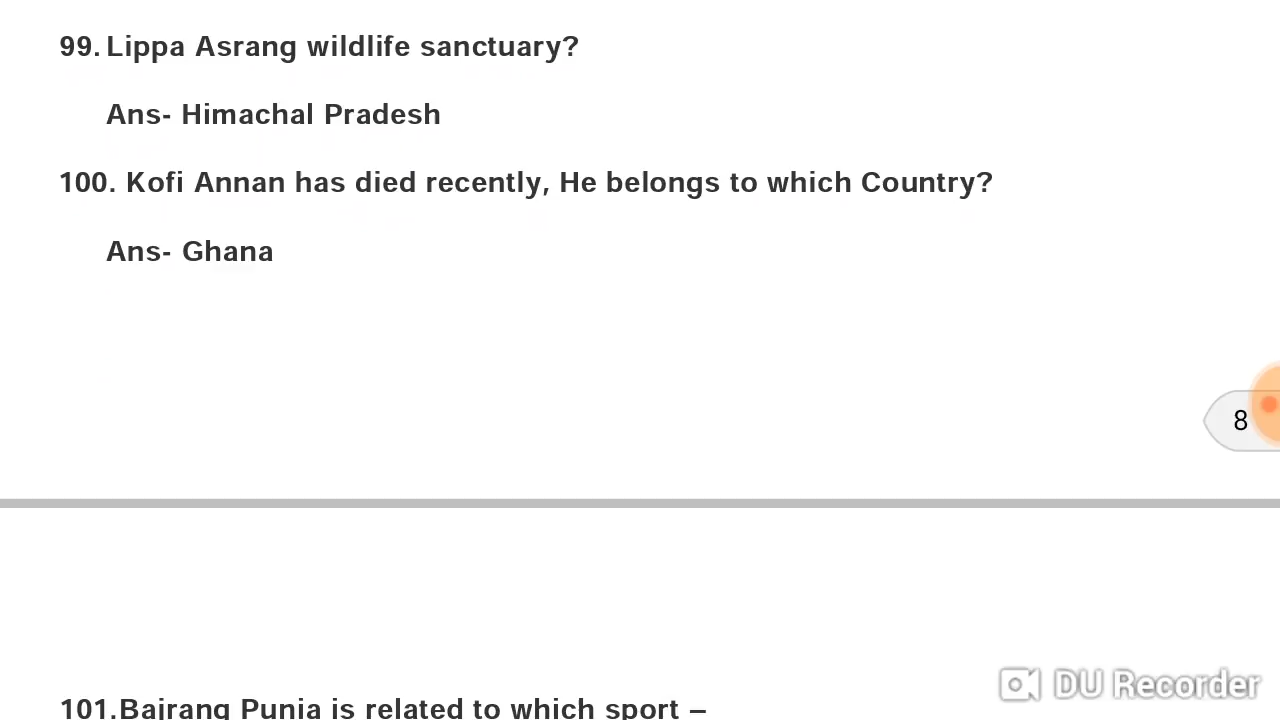 99. Lippa Asrang wildlife sanctuary?
Ans- Himachal Pradesh
100. Kofi Annan has died recently, He belongs to which Country?
Ans- Ghana
8
101.Bajrang Punia is related to which sport –
DU Recorder